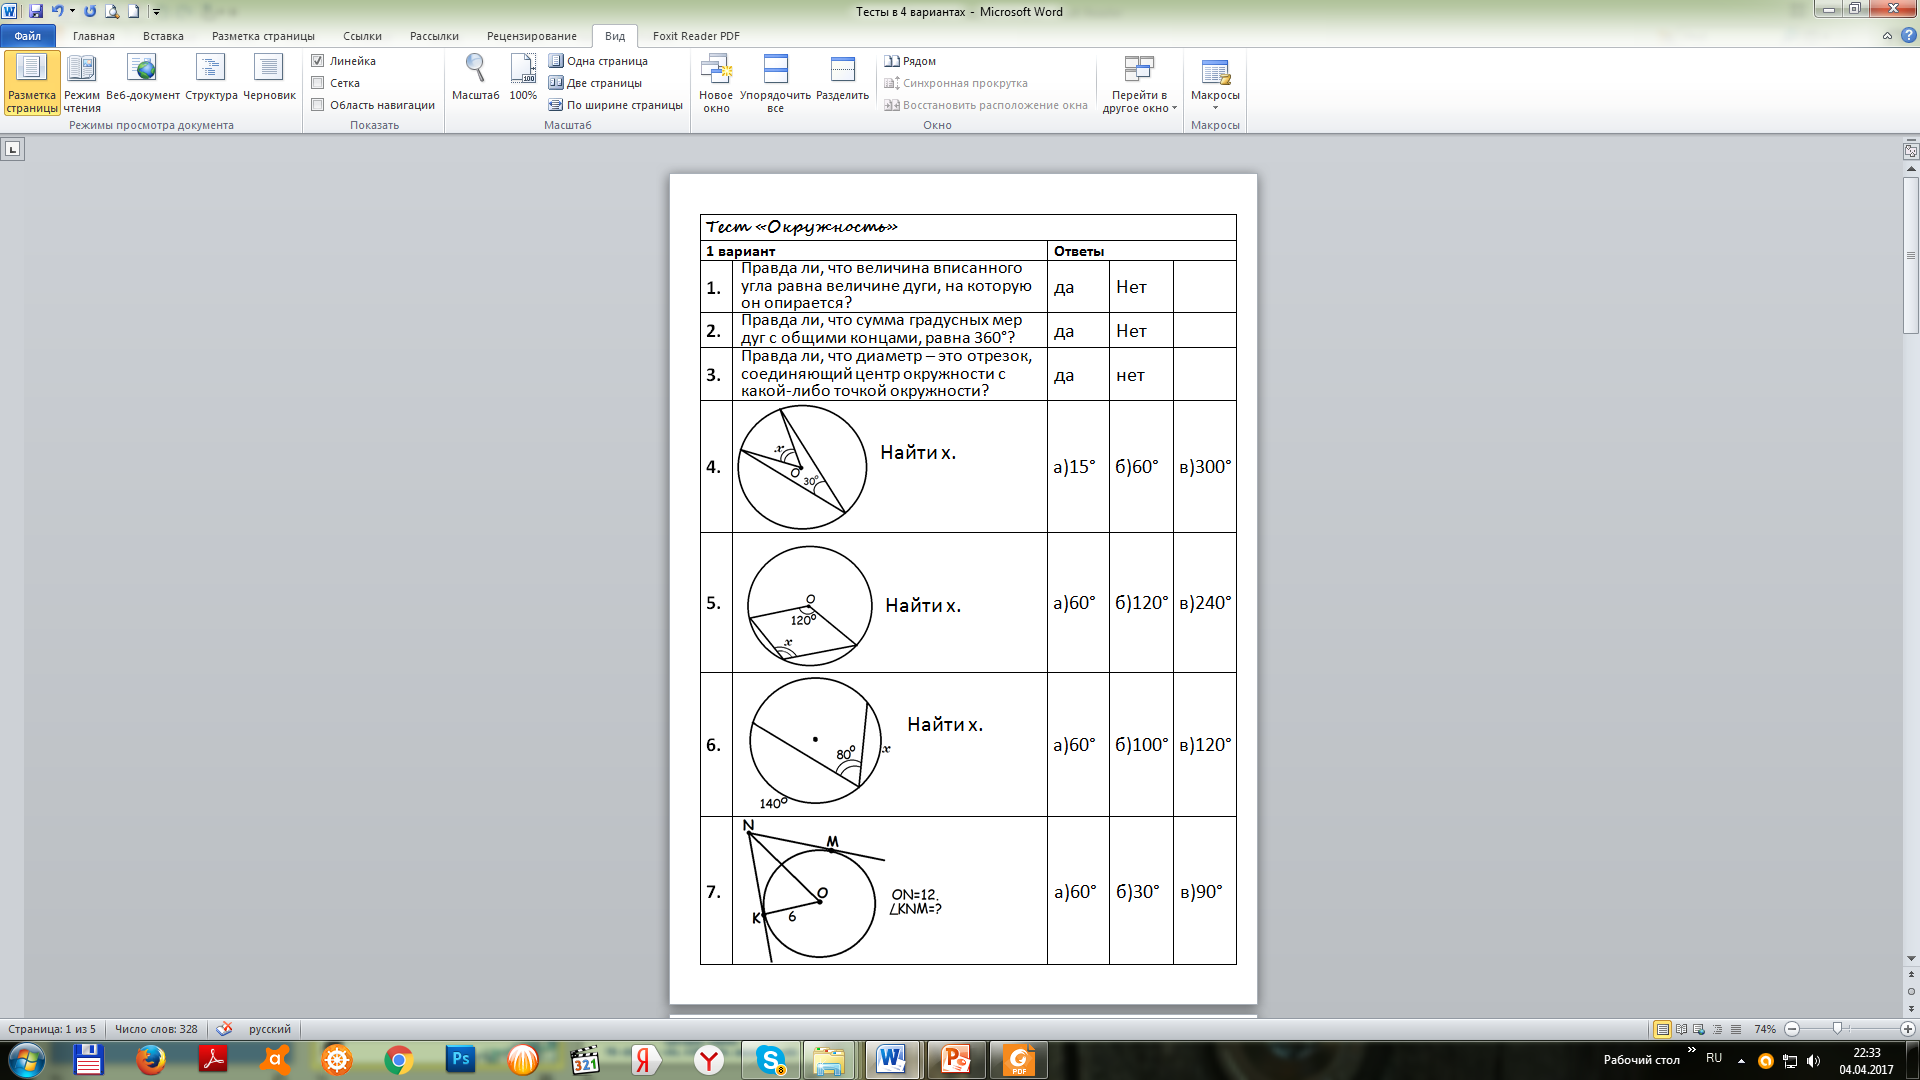 Тесты в 4 вариантах - Microsoft Word
Файл Главная Вставка Разметка страницы Ссылки Рассылки Рецензирование Вид Foxit Reader PDF
Разметка страницы
Режим чтения
Веб-документ
Структура
Черновик
Режимы просмотра документа
Линейка
Сетка
Область навигации
Показать
Масштаб
100%
Одна страница
Две страницы
По ширине страницы
Масштаб
Новое окно
Упорядочить все
Разделить
Рядом
Синхронная прокрутка
Восстановить расположение окна
Перейти в другое окно
Окно
Макросы
Макросы
Тест «Окружность»
1 вариант Ответы
1. Правда ли, что величина вписанного
угла равна величине дуги, на которую
он опирается?
да Нет
2. Правда ли, что сумма градусных мер
дуг с общими концами, равна 360°?
да Нет
3. Правда ли, что диаметр – это отрезок,
соединяющий центр окружности с
какой-либо точкой окружности?
да нет
4.
x
O
30°
Найти х.
а)15° б)60° в)300°
5.
O
120°
x
Найти х.
а)60° б)120° в)240°
6.
80°
x
140°
Найти х.
а)60° б)100° в)120°
7.
N
M
O
K
6
ON=12.
∠KNM=?
а)60° б)30° в)90°
Страница: 1 из 5 Число слов: 328 русский 74%
Рабочий стол RU 22:33
04.04.2017